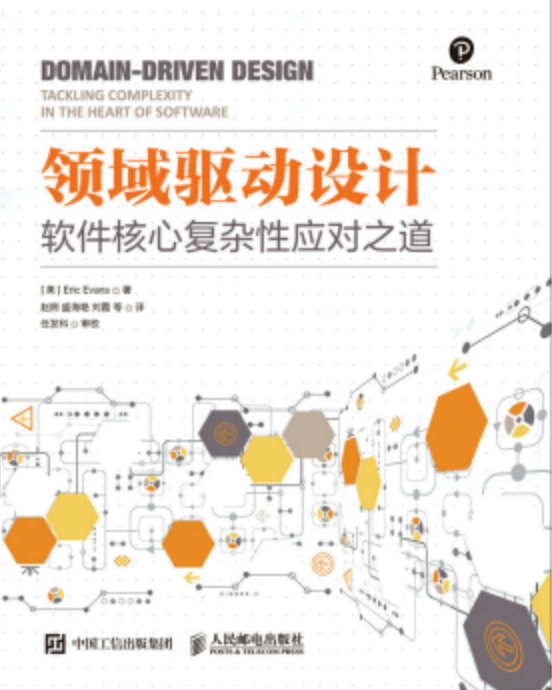 Pearson
DOMAIN-DRIVEN DESIGN
TACKLING COMPLEXITY
IN THE HEART OF SOFTWARE
领域驱动设计
软件核心复杂性应对之道
[美] Eric Evans ○ 著
赵俐 盛海艳 刘霞 等 ○ 译
任发科 ○ 审校
中国工信出版集团
人民邮电出版社
POSTS & TELECOM PRESS